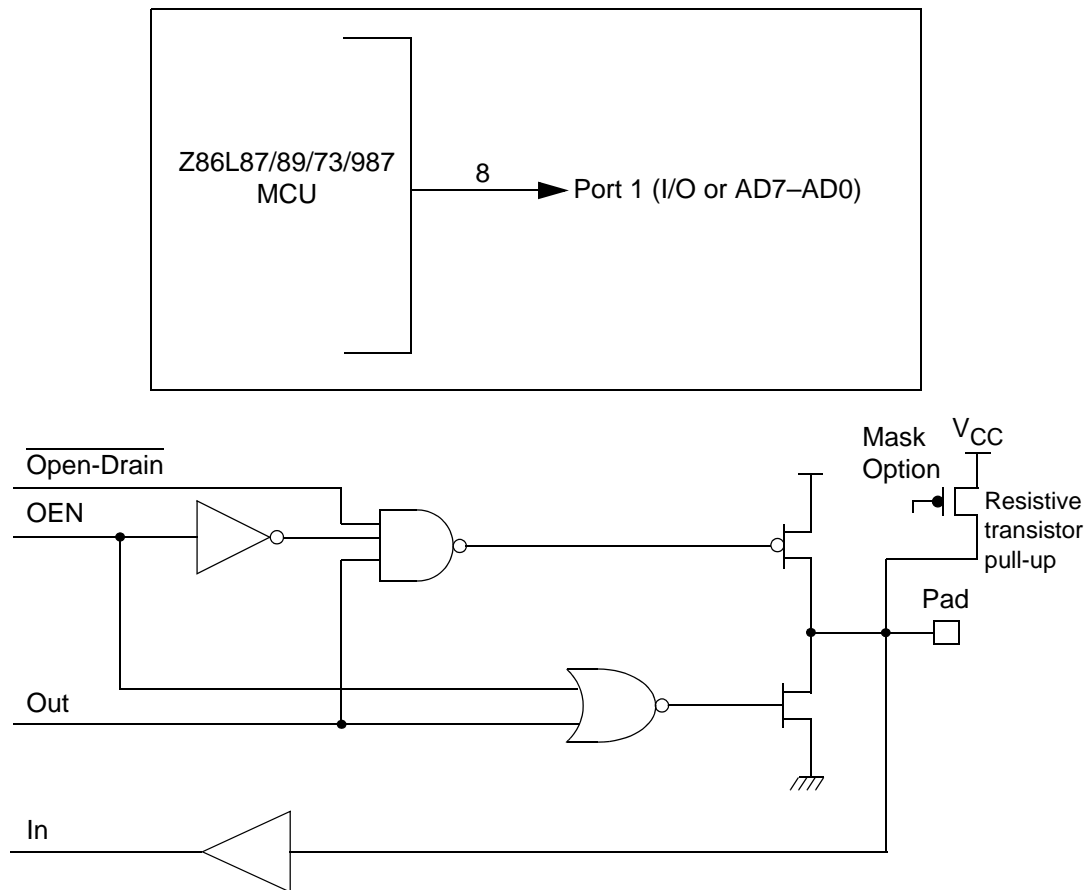 Z86L87/89/73/987
MCU
8
Port 1 (I/O or AD7–AD0)
Open-Drain
OEN
Out
In
Mask
Option
VCC
Resistive
transistor
pull-up
Pad